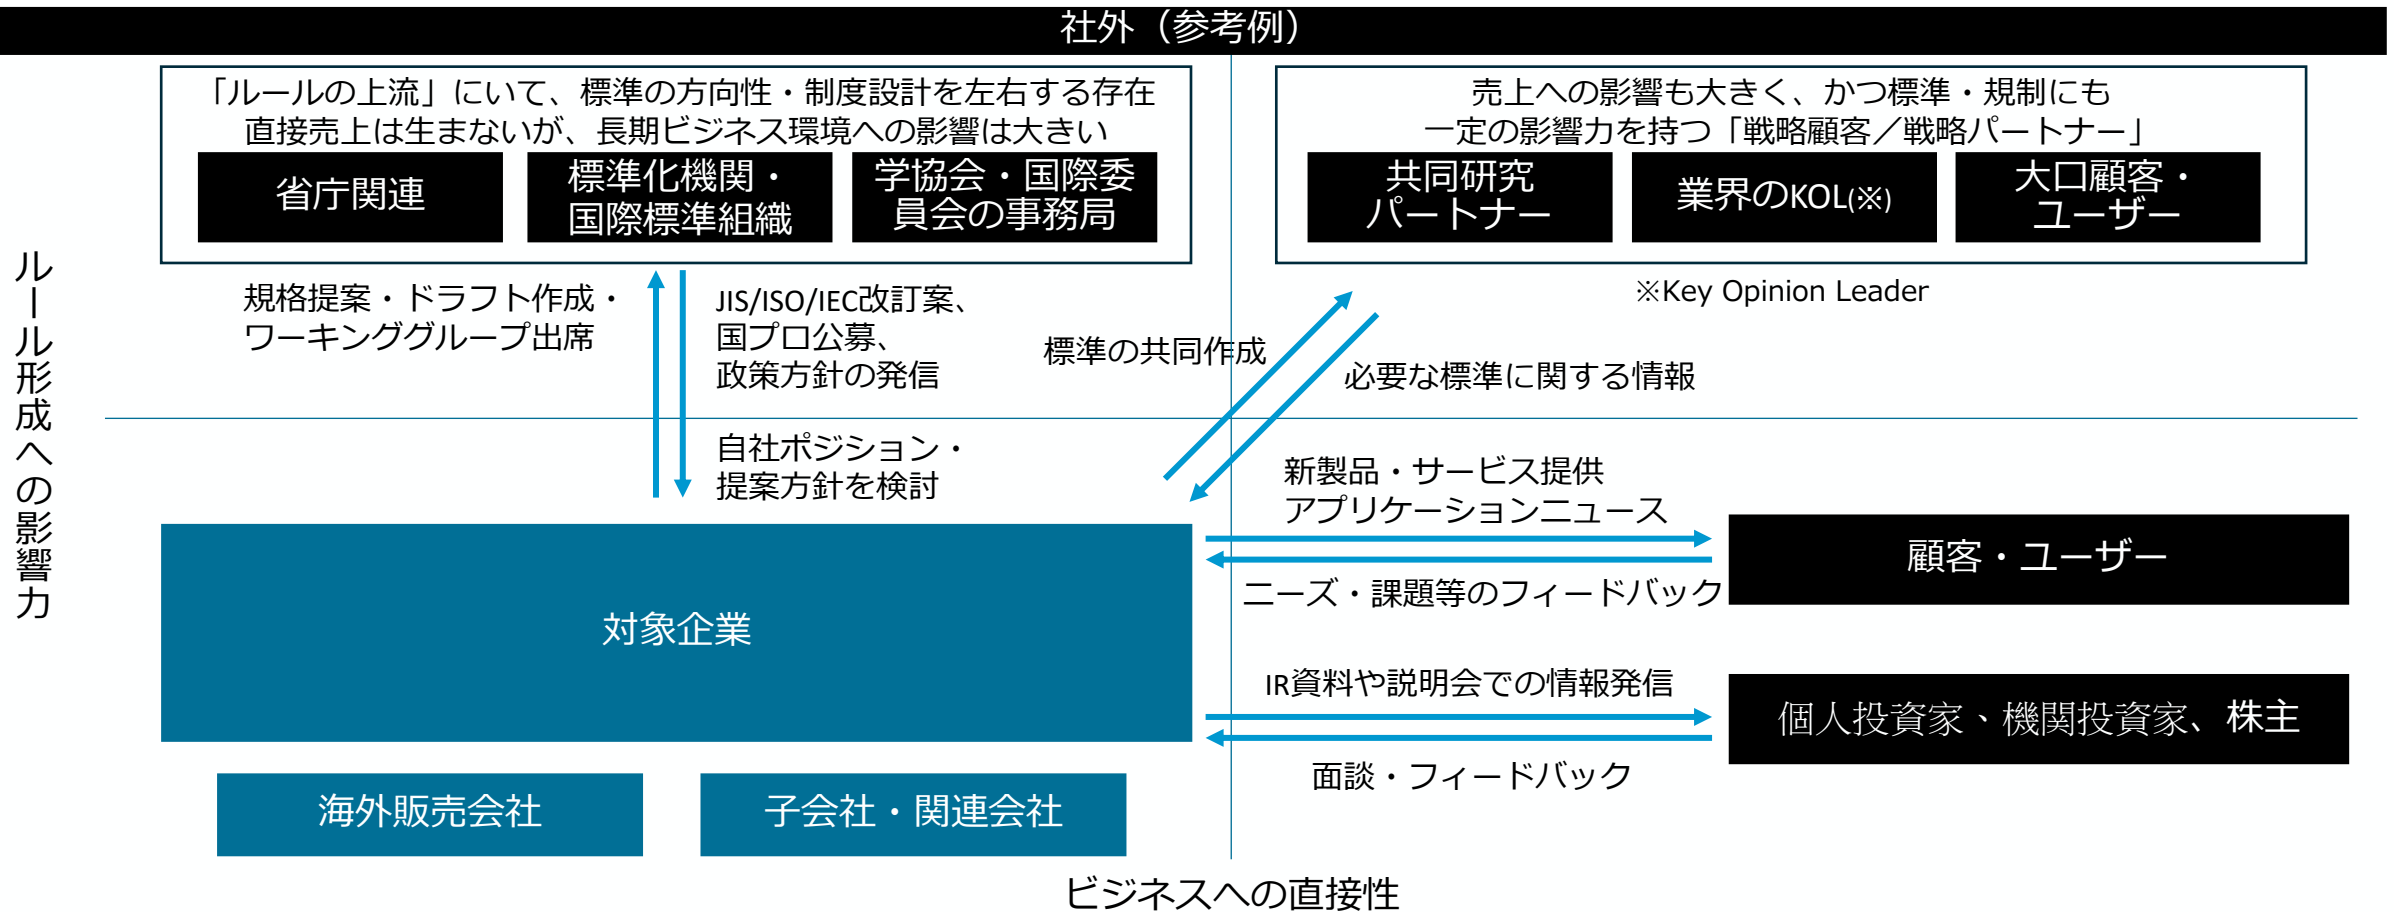 社外（参考例）
「ルールの上流」にいて、標準の方向性・制度設計を左右する存在
直接売上は生まないが、長期ビジネス環境への影響は大きい
省庁関連
標準化機関・
国際標準組織
学協会・国際委
員会の事務局
売上への影響も大きく、かつ標準・規制にも
一定の影響力を持つ「戦略顧客／戦略パートナー」
共同研究
パートナー
業界のKOL(※)
大口顧客・
ユーザー
※Key Opinion Leader
ルール形成への影響力
規格提案・ドラフト作成・
ワーキンググループ出席
JIS/ISO/IEC改訂案、
国プロ公募、
政策方針の発信
標準の共同作成
必要な標準に関する情報
自社ポジション・
提案方針を検討
新製品・サービス提供
アプリケーションニュース
ニーズ・課題等のフィードバック
顧客・ユーザー
対象企業
IR資料や説明会での情報発信
個人投資家、機関投資家、株主
面談・フィードバック
海外販売会社
子会社・関連会社
ビジネスへの直接性